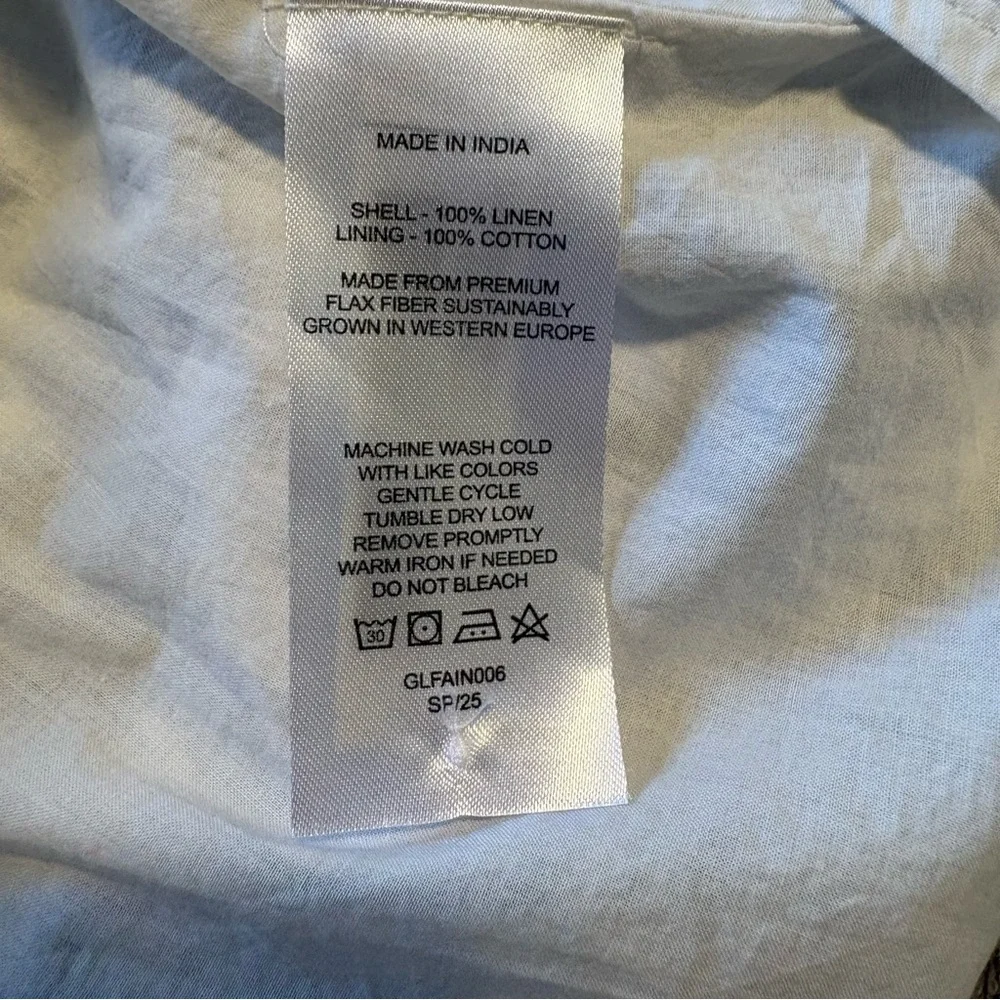 MADE IN INDIA
SHELL - 100% LINEN
LINING - 100% COTTON
MADE FROM PREMIUM
FLAX FIBER SUSTAINABLY
GROWN IN WESTERN EUROPE
MACHINE WASH COLD
WITH LIKE COLORS
GENTLE CYCLE
TUMBLE DRY LOW
REMOVE PROMPTLY
WARM IRON IF NEEDED
DO NOT BLEACH
30
GLFAIN006
SP/25